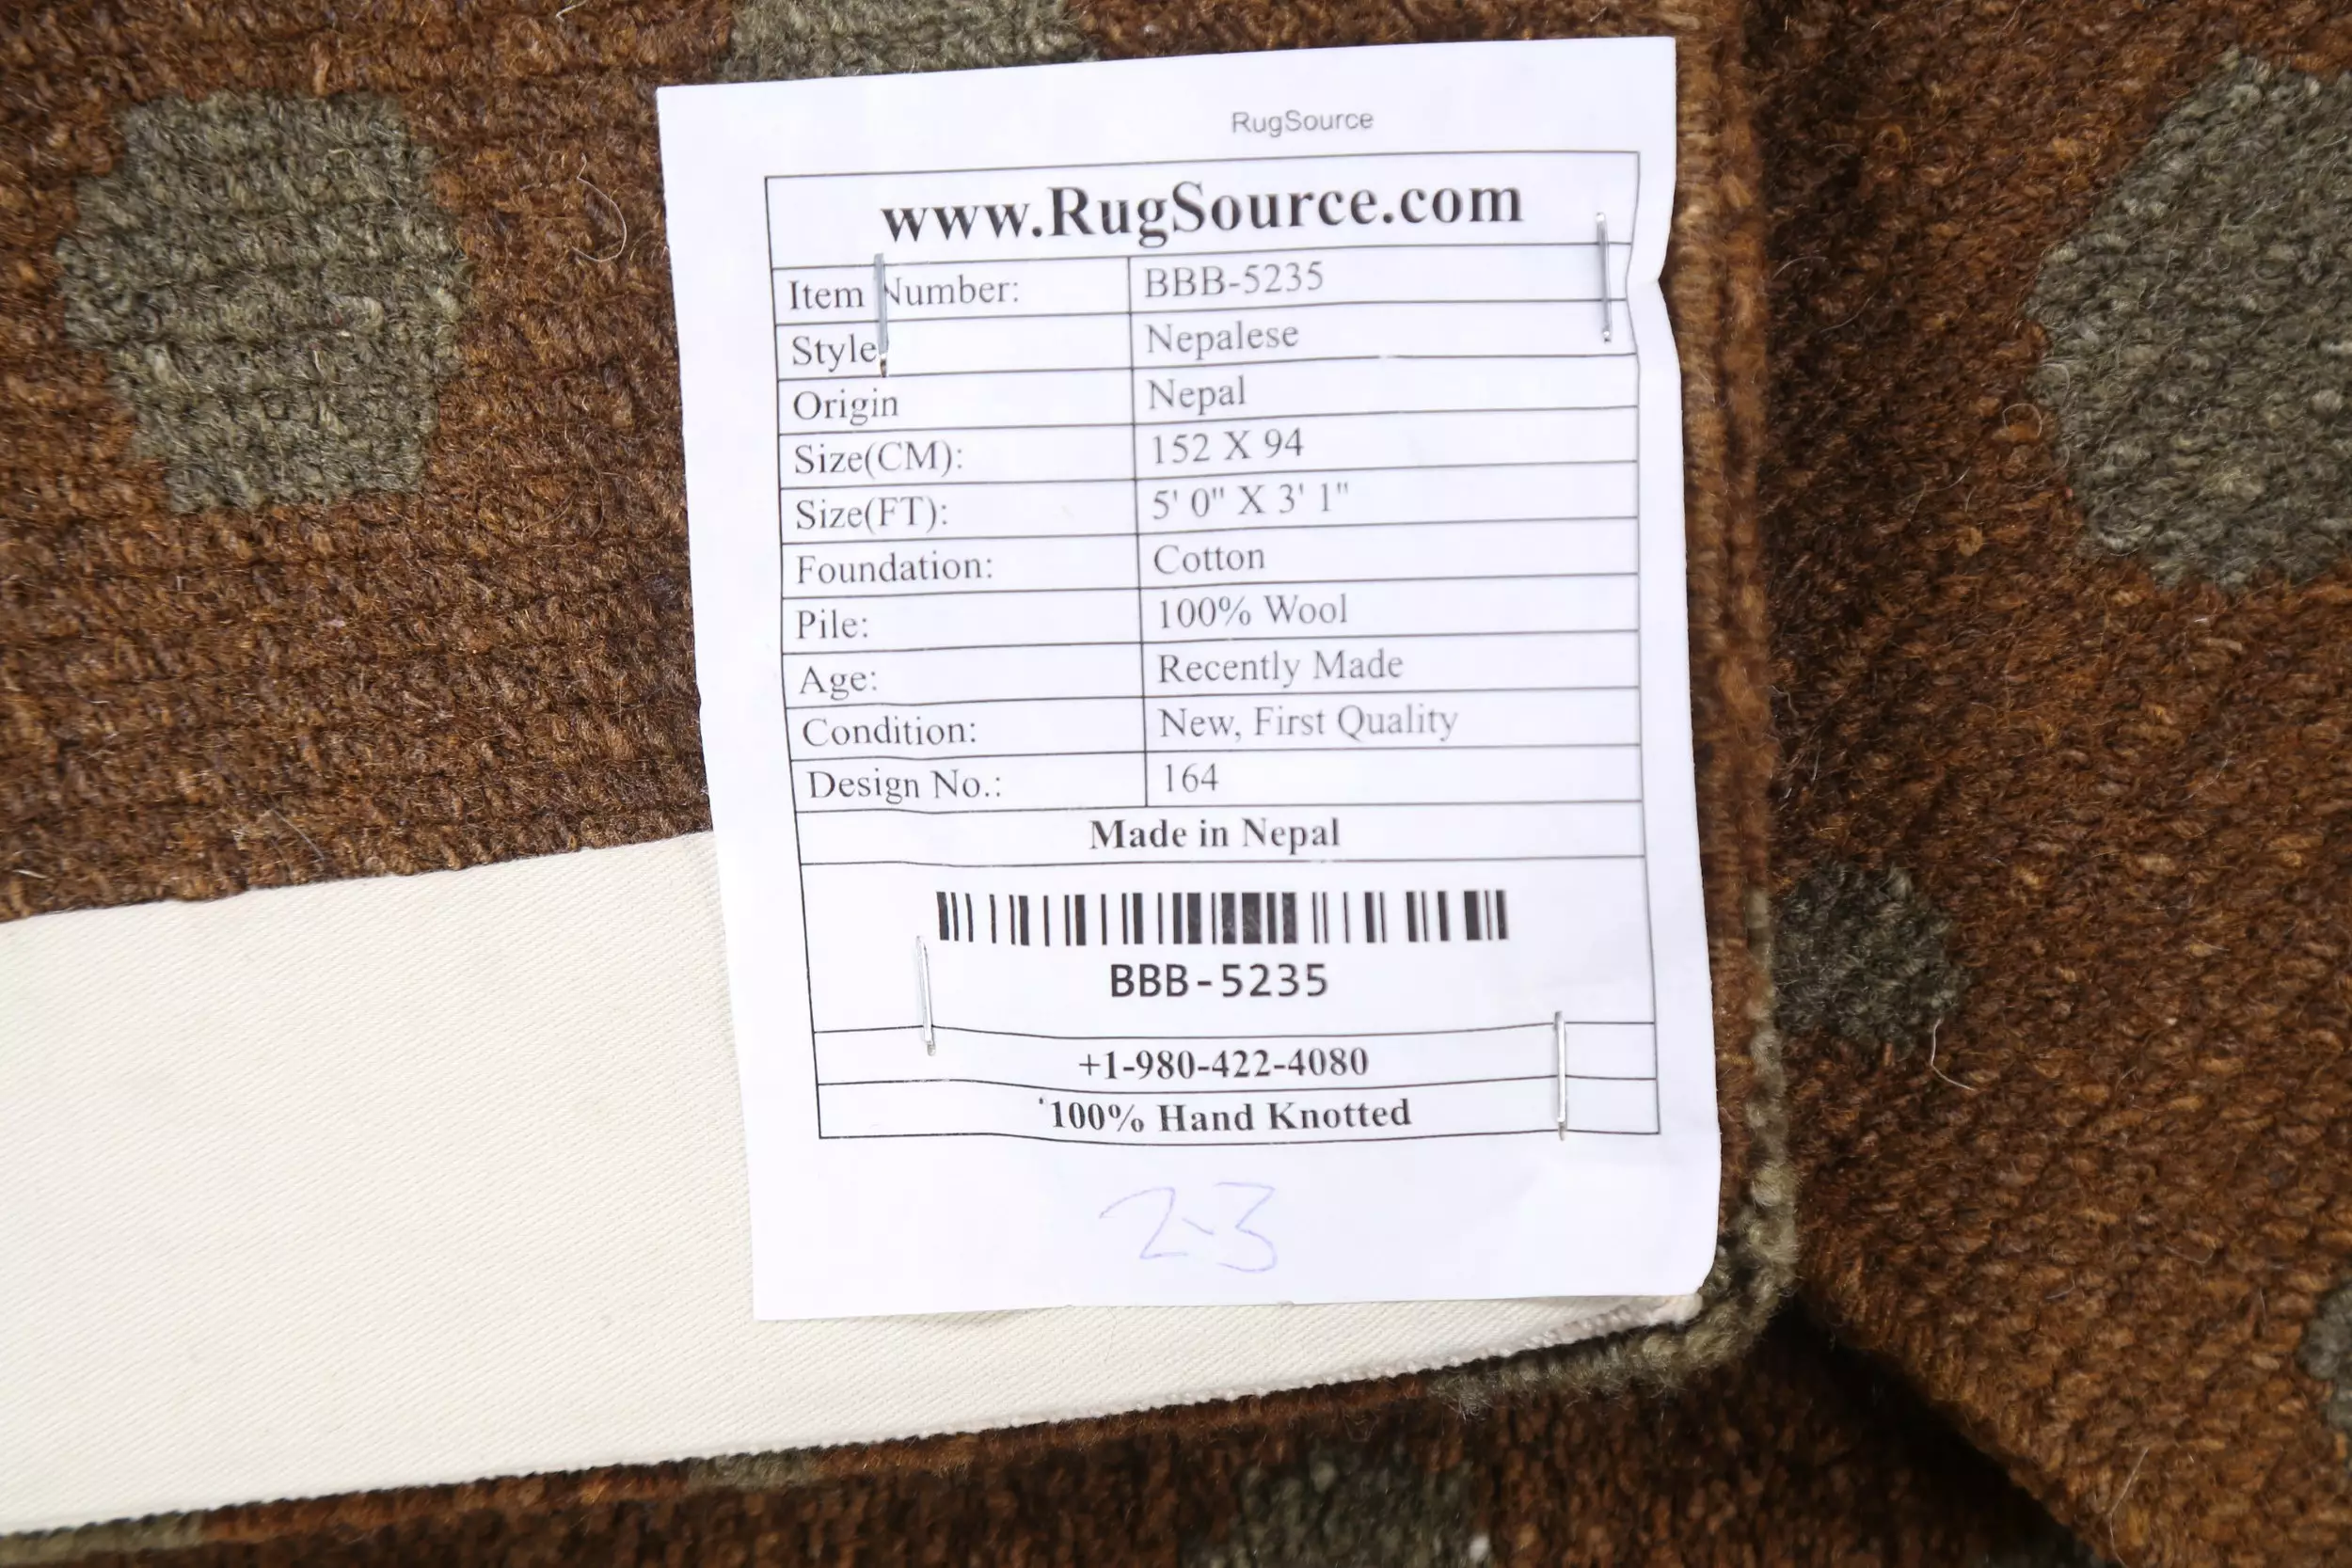 RugSource
www.RugSource.com
Item Number: BBB-5235
Style Nepalese
Origin Nepal
Size(CM): 152 X 94
Size(FT): 5' 0" X 3' 1"
Foundation: Cotton
Pile: 100% Wool
Age: Recently Made
Condition: New, First Quality
Design No.: 164
Made in Nepal
BBB-5235
+1-980-422-4080
100% Hand Knotted
2-3